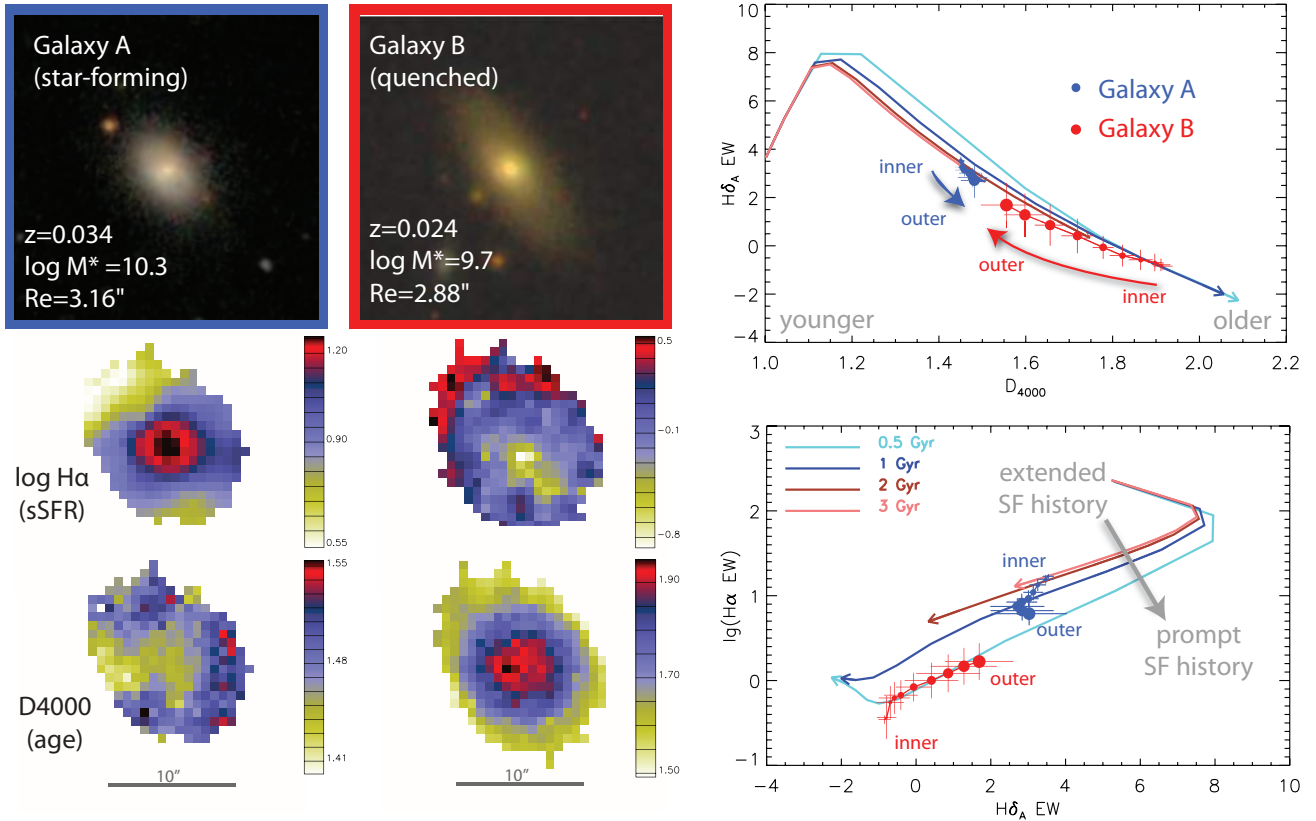 Galaxy A
(star-forming)
z=0.034
log M* =10.3
Re=3.16"
Galaxy B
(quenched)
z=0.024
log M*=9.7
Re=2.88"
log Hα
(sSFR)
1.20
0.90
0.55
0.5
−0.1
−0.8
D4000
(age)
1.55
1.48
1.41
10"
1.90
1.70
1.50
10"
10
8
6
4
2
0
−2
−4
HδA EW
Galaxy A
Galaxy B
inner
outer
outer
inner
younger
older
1.0
1.2
1.4
1.6
1.8
2.0
2.2
D4000
3
2
1
0
−1
lg(Hα EW)
0.5 Gyr
1 Gyr
2 Gyr
3 Gyr
extended
SF history
inner
outer
prompt
SF history
outer
inner
−4
−2
0
2
4
6
8
10
HδA EW